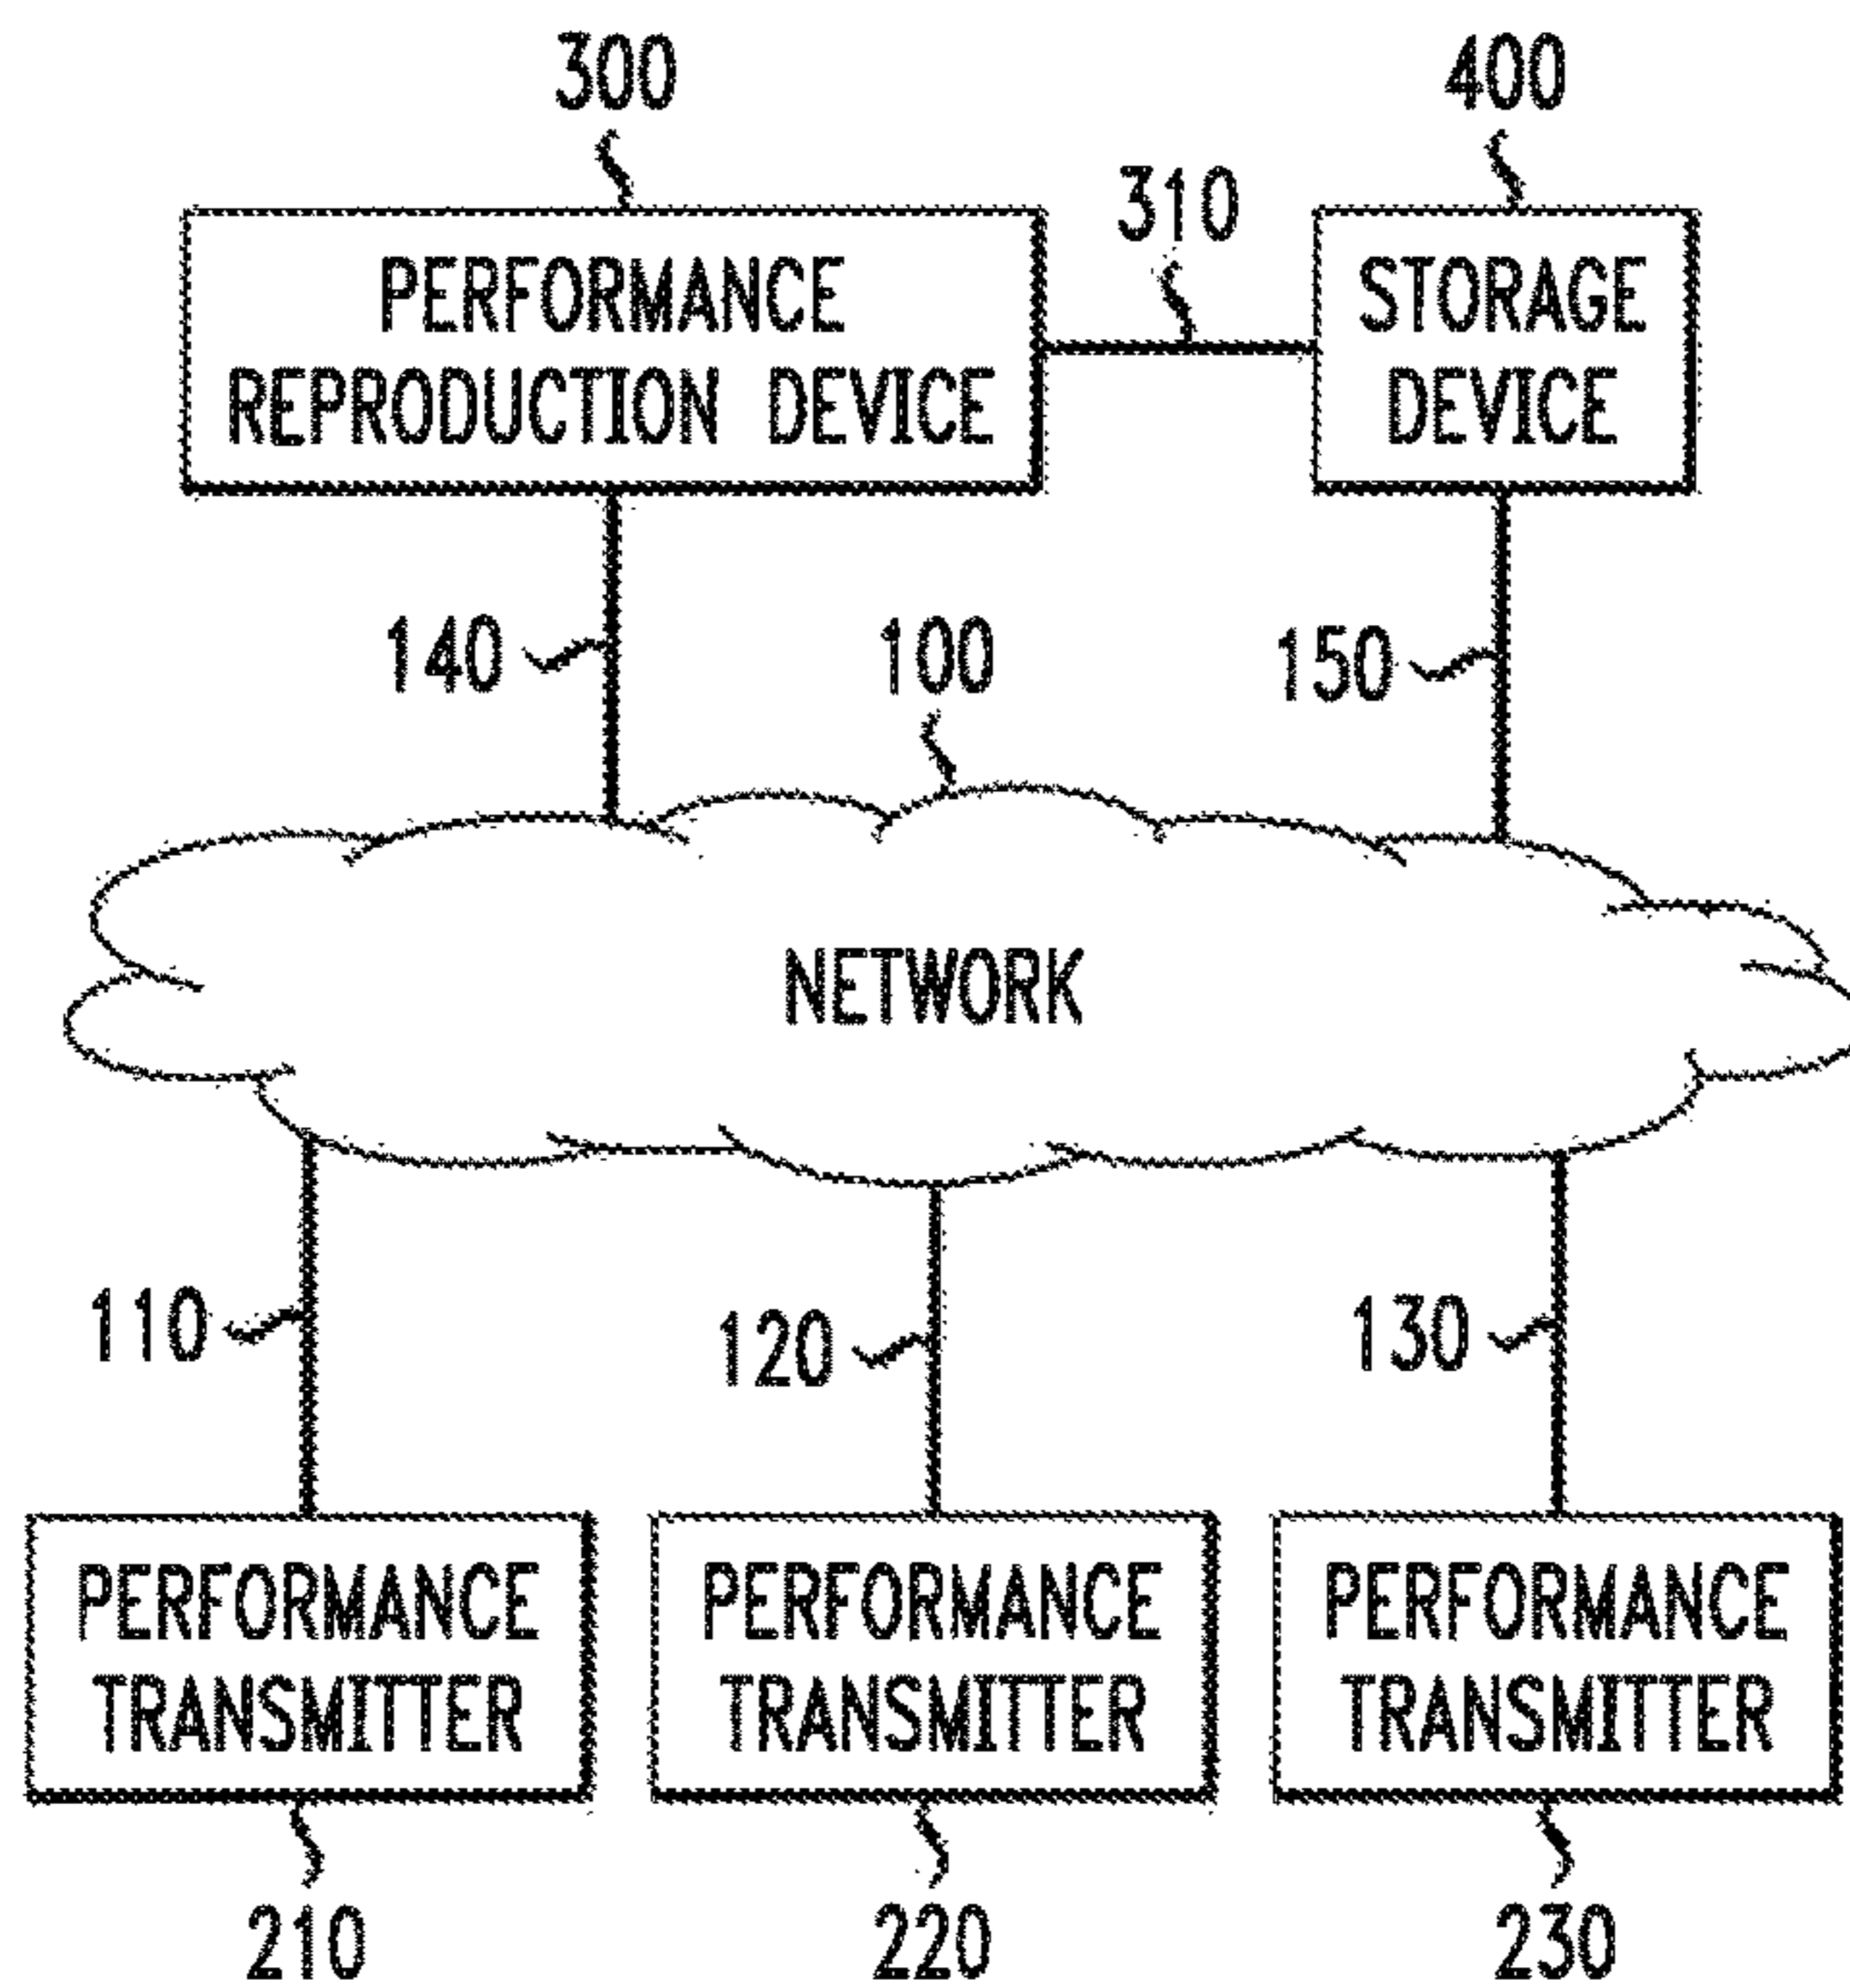 300
400
310
PERFORMANCE
REPRODUCTION DEVICE
STORAGE
DEVICE
140
100
150
NETWORK
110
120
130
PERFORMANCE
TRANSMITTER
PERFORMANCE
TRANSMITTER
PERFORMANCE
TRANSMITTER
210
220
230